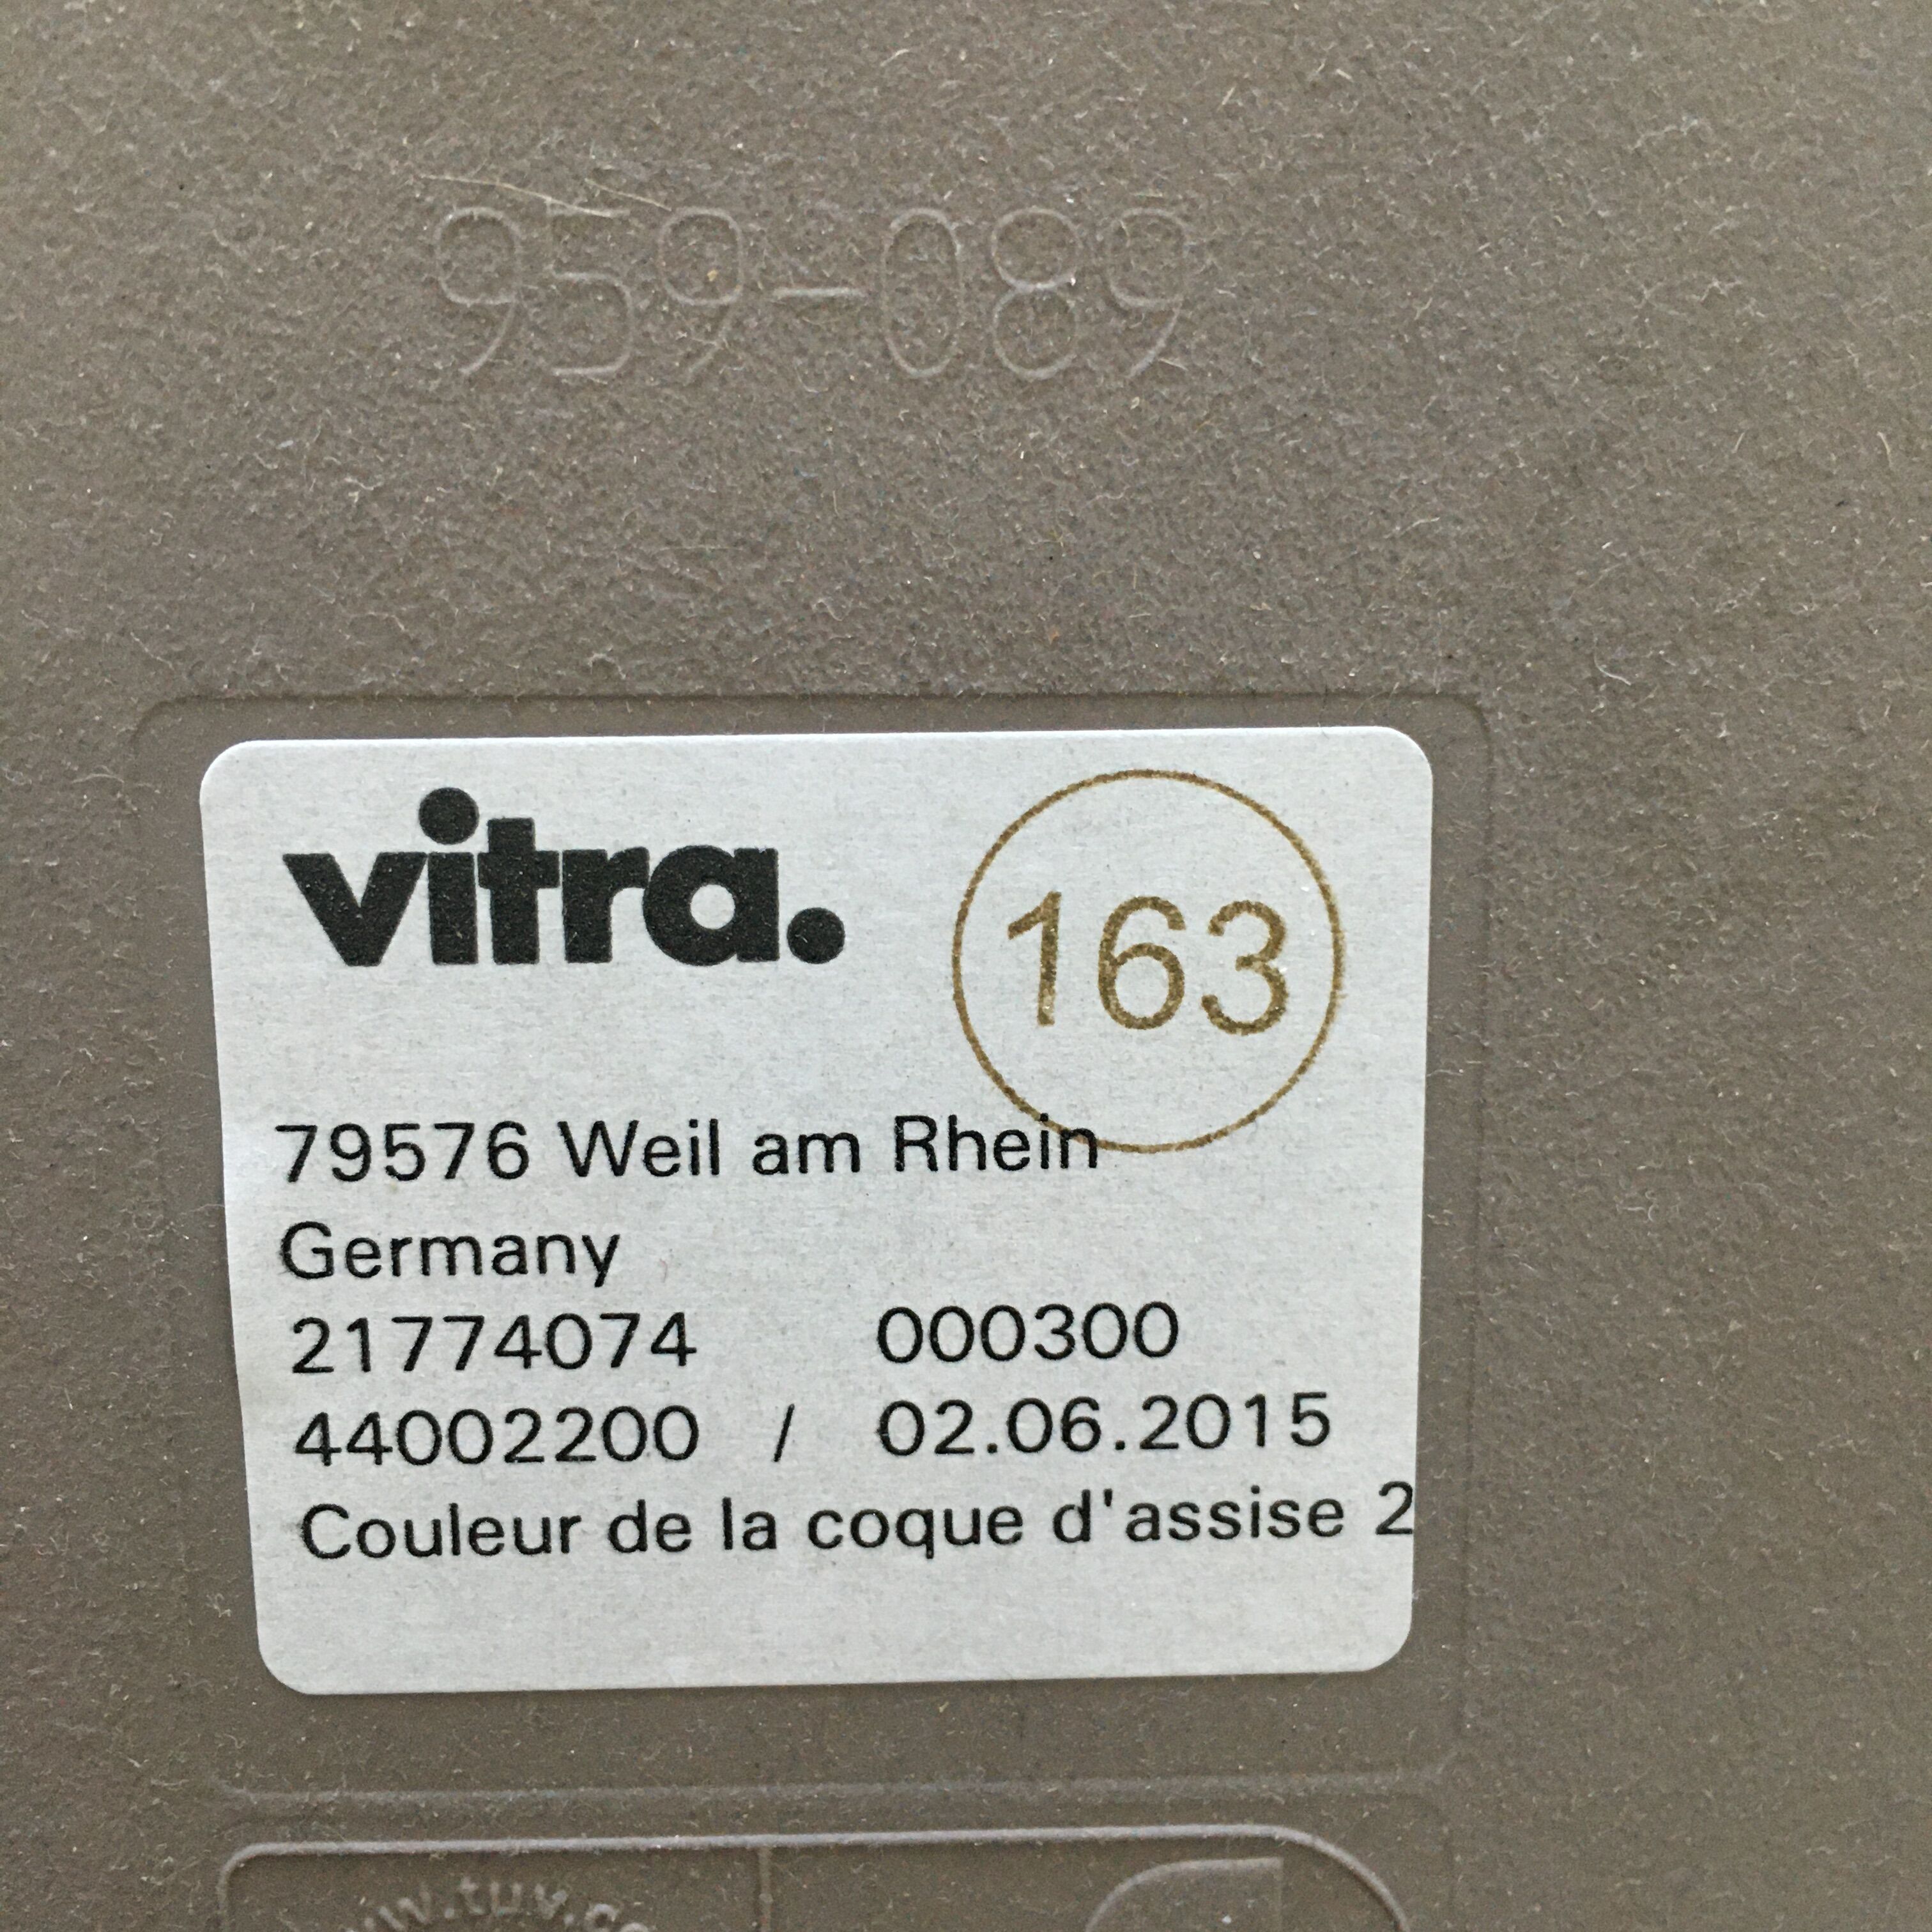 959-089
vitra.
163
79576 Weil am Rhein
Germany
21774074 000300
44002200 / 02.06.2015
Couleur de la coque d'assise 2